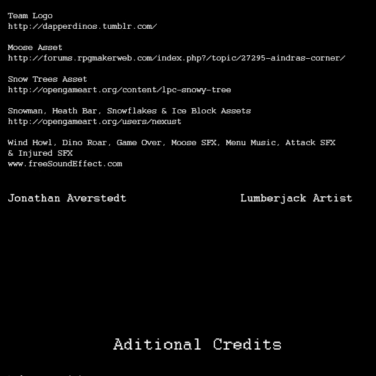 Team Logo
http://dapperdinos.tumblr.com/
Moose Asset
http://forums.rpgmakerweb.com/index.php?/topic/27295-aindras-corner/
Snow Trees Asset
http://opengameart.org/content/lpc-snowy-tree
Snowman, Heath Bar, Snowflakes & Ice Block Assets
http://opengameart.org/users/nexust
Wind Howl, Dino Roar, Game Over, Moose SFX, Menu Music, Attack SFX
& Injured SFX
www.freeSoundEffect.com
Jonathan Averstedt Lumberjack Artist
Aditional Credits